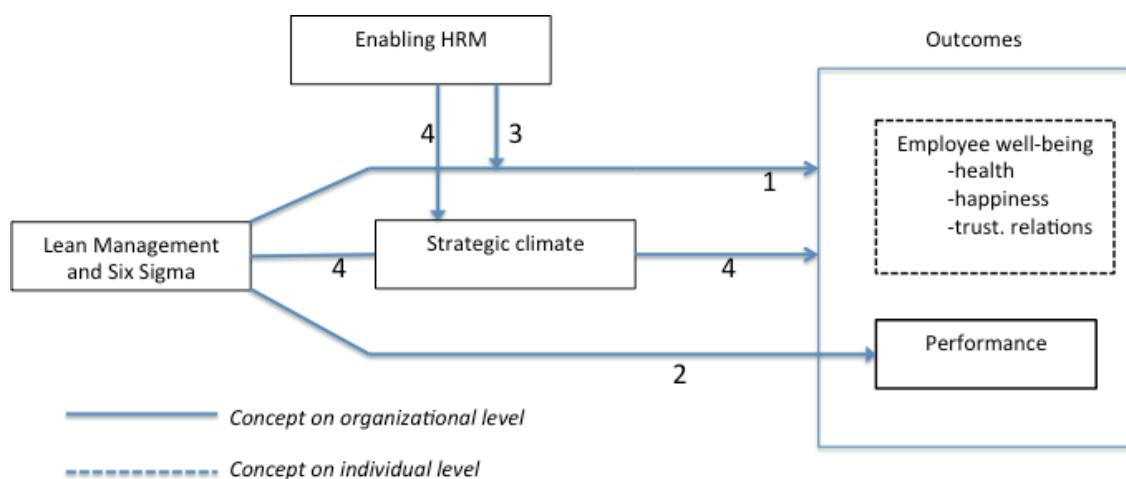 Enabling HRM
Outcomes
4
3
Employee well-being
-health
-happiness
-trust. relations
1
Lean Management
and Six Sigma
Strategic climate
4
4
Performance
2
Concept on organizational level
Concept on individual level